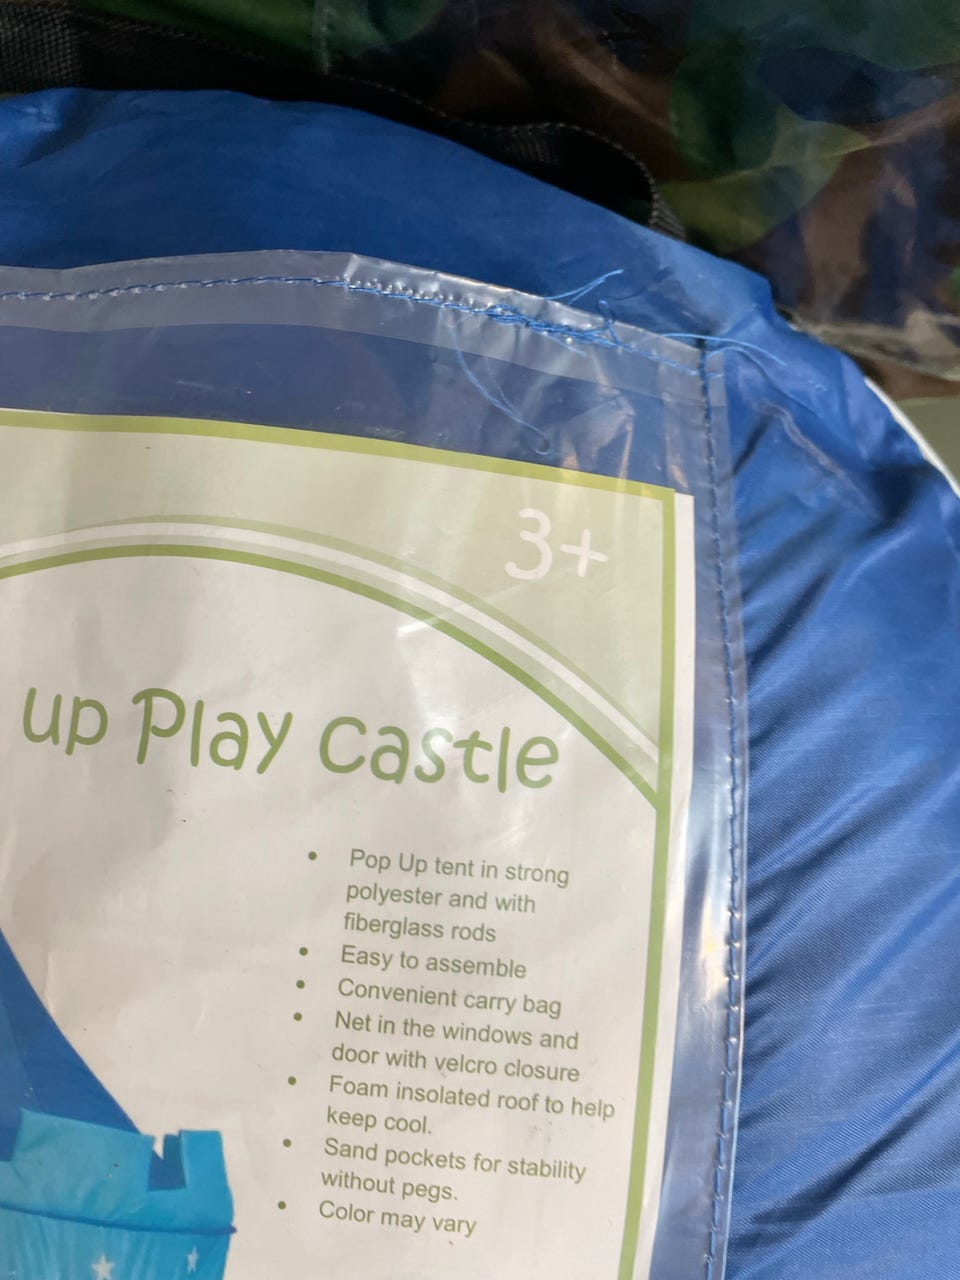 3+
up Play Castle
• Pop Up tent in strong
polyester and with
fiberglass rods
• Easy to assemble
• Convenient carry bag
• Net in the windows and
door with velcro closure
• Foam insolated roof to help
keep cool.
• Sand pockets for stability
without pegs.
• Color may vary